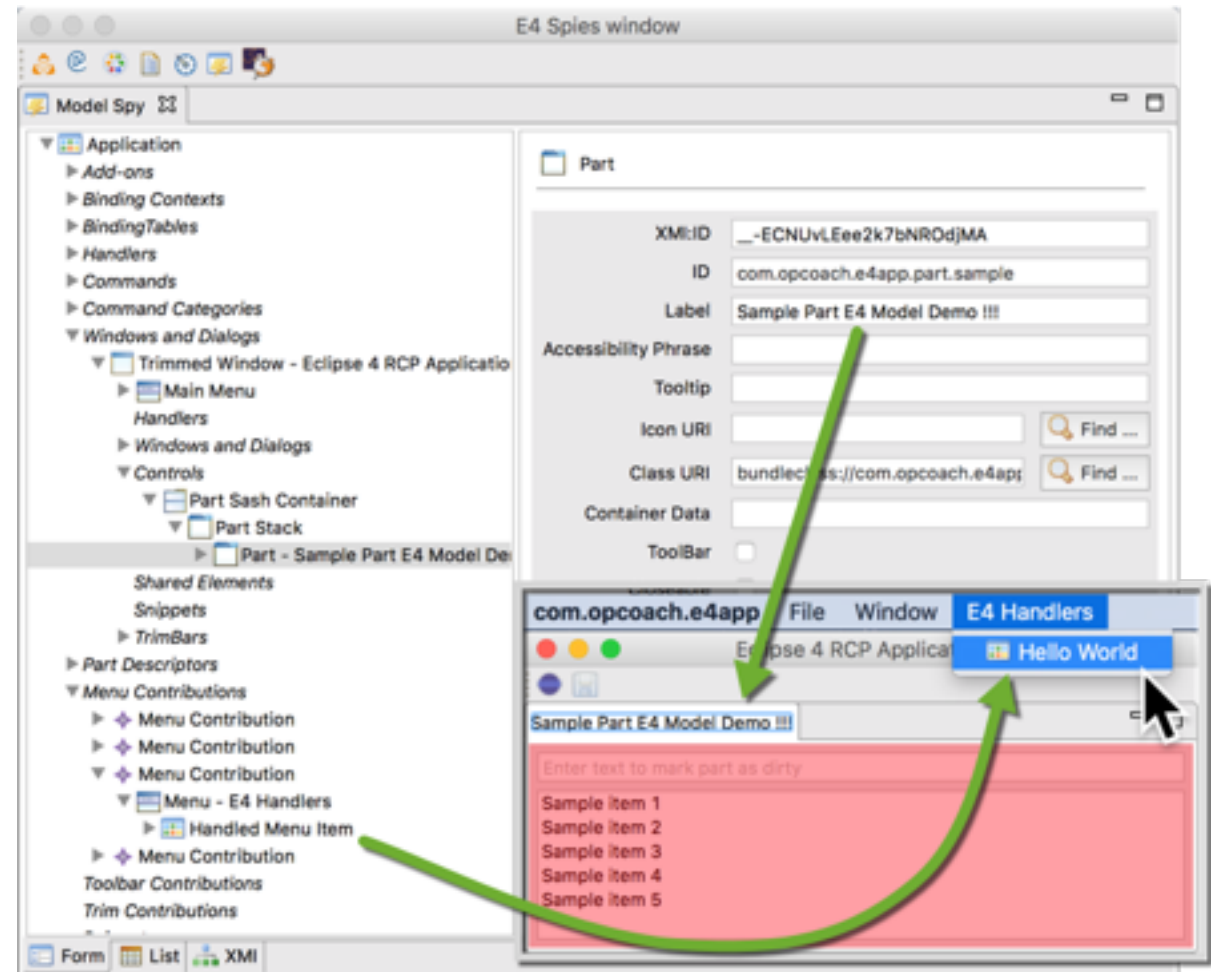 E4 Spies window
Model Spy
Application
Add-ons
Binding Contexts
BindingTables
Handlers
Commands
Command Categories
Windows and Dialogs
Trimmed Window - Eclipse 4 RCP Applicatio
Main Menu
Handlers
Windows and Dialogs
Controls
Part Sash Container
Part Stack
Part - Sample Part E4 Model De
Shared Elements
Snippets
TrimBars
Part Descriptors
Menu Contributions
Menu Contribution
Menu Contribution
Menu Contribution
Menu - E4 Handlers
Handled Menu Item
Menu Contribution
Toolbar Contributions
Trim Contributions
Form List XMI
Part
XMI:ID __-ECNUvLEee2k7bNROdjMA
ID com.opcoach.e4app.part.sample
Label Sample Part E4 Model Demo !!!
Accessibility Phrase
Tooltip
Icon URI Find ...
Class URI Find ...
Container Data
ToolBar
Closeable
com.opcoach.e4app File Window E4 Handlers
Eclipse 4 RCP Applicat
Hello World
Sample Part E4 Model Demo !!!
Enter text to mark part as dirty
Sample item 1
Sample item 2
Sample item 3
Sample item 4
Sample item 5